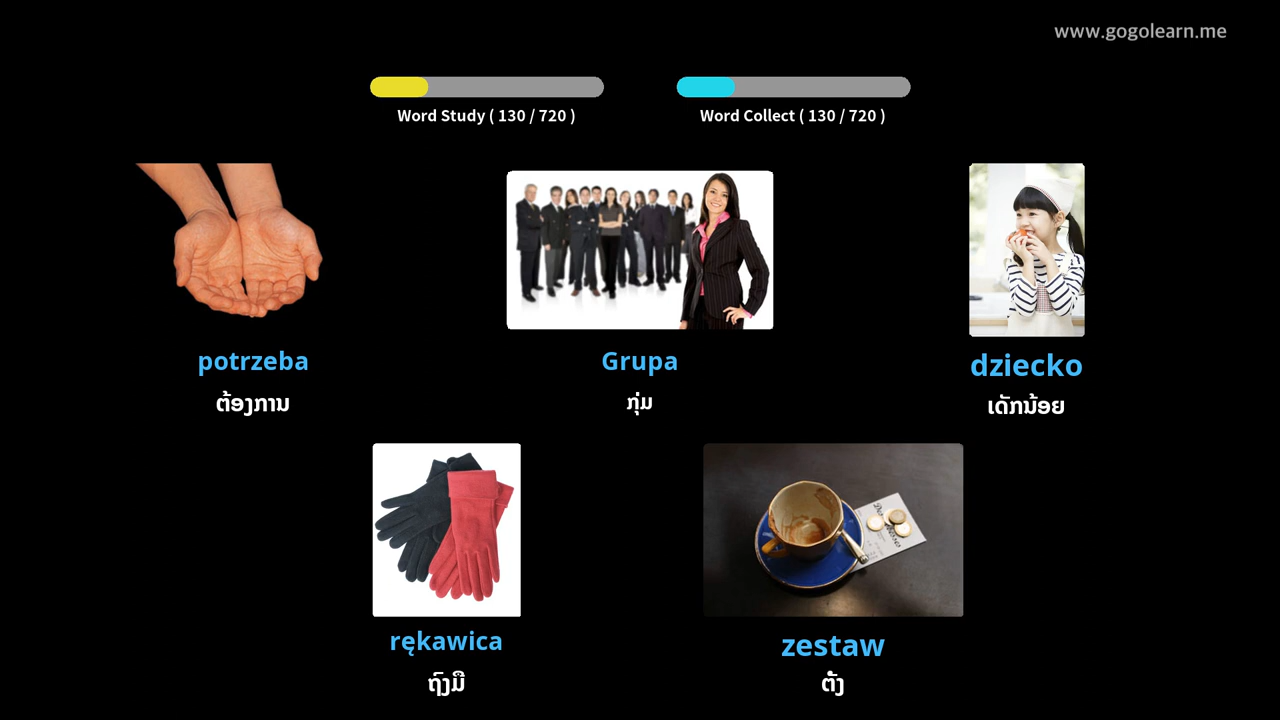 www.gogolearn.me
Word Study ( 130 / 720 )
Word Collect ( 130 / 720 )
potrzeba
Grupa
dziecko
ຕ້ອງການ
ກຸ່ມ
ເດັກນ້ອຍ
rękawica
zestaw
ຖົງມື
ຕັ້ງ